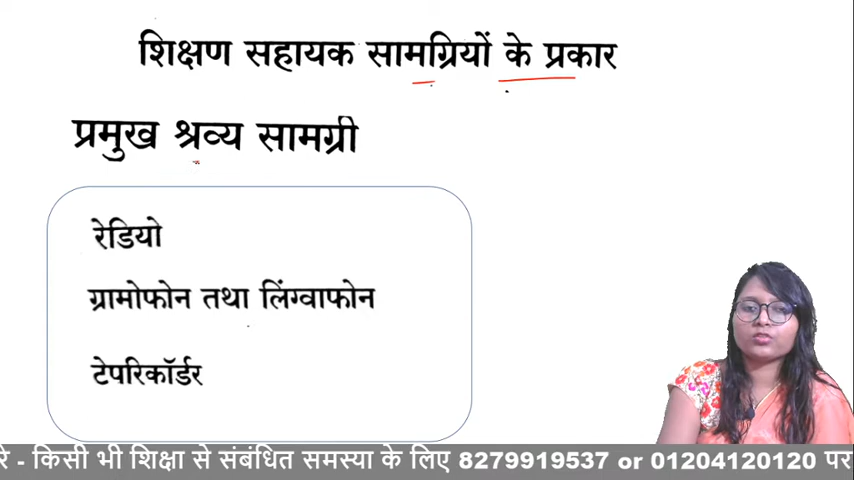 शिक्षण सहायक सामग्रियों के प्रकार
प्रमुख श्रव्य सामग्री
रेडियो
ग्रामोफोन तथा लिंग्वाफोन
टेपरिकॉर्डर
रे - किसी भी शिक्षा से संबंधित समस्या के लिए 8279919537 or 01204120120 पर